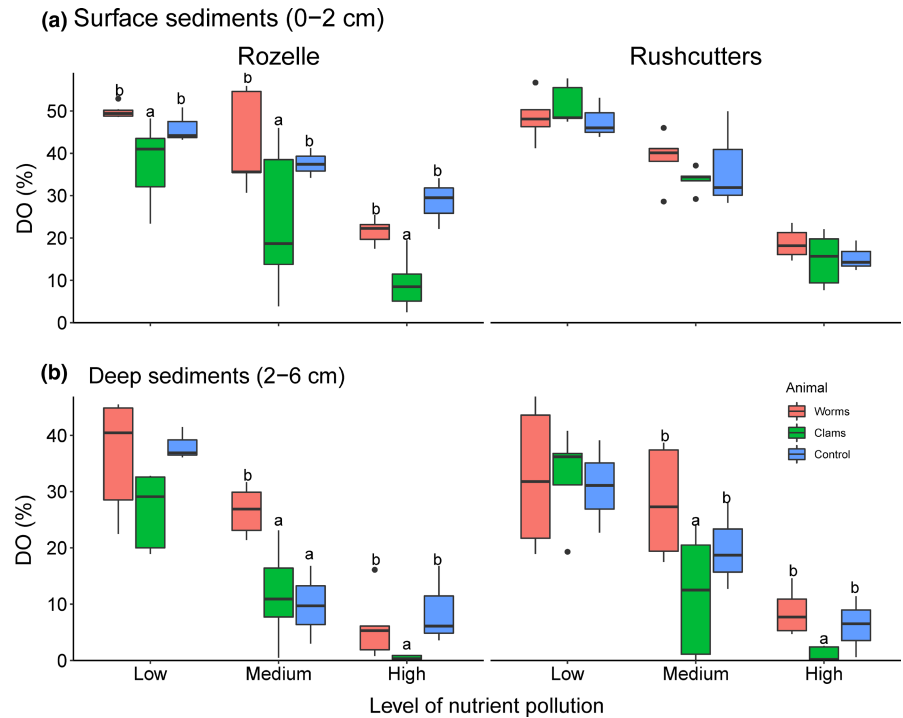 (a) Surface sediments (0−2 cm)
Rozelle Rushcutters
DO (%)
50
40
30
20
10
0
b a b b a b b a b
(b) Deep sediments (2−6 cm)
DO (%)
40
30
20
10
0
b a a b a b b a b b a b
Animal
Worms
Clams
Control
Low Medium High Low Medium High
Level of nutrient pollution